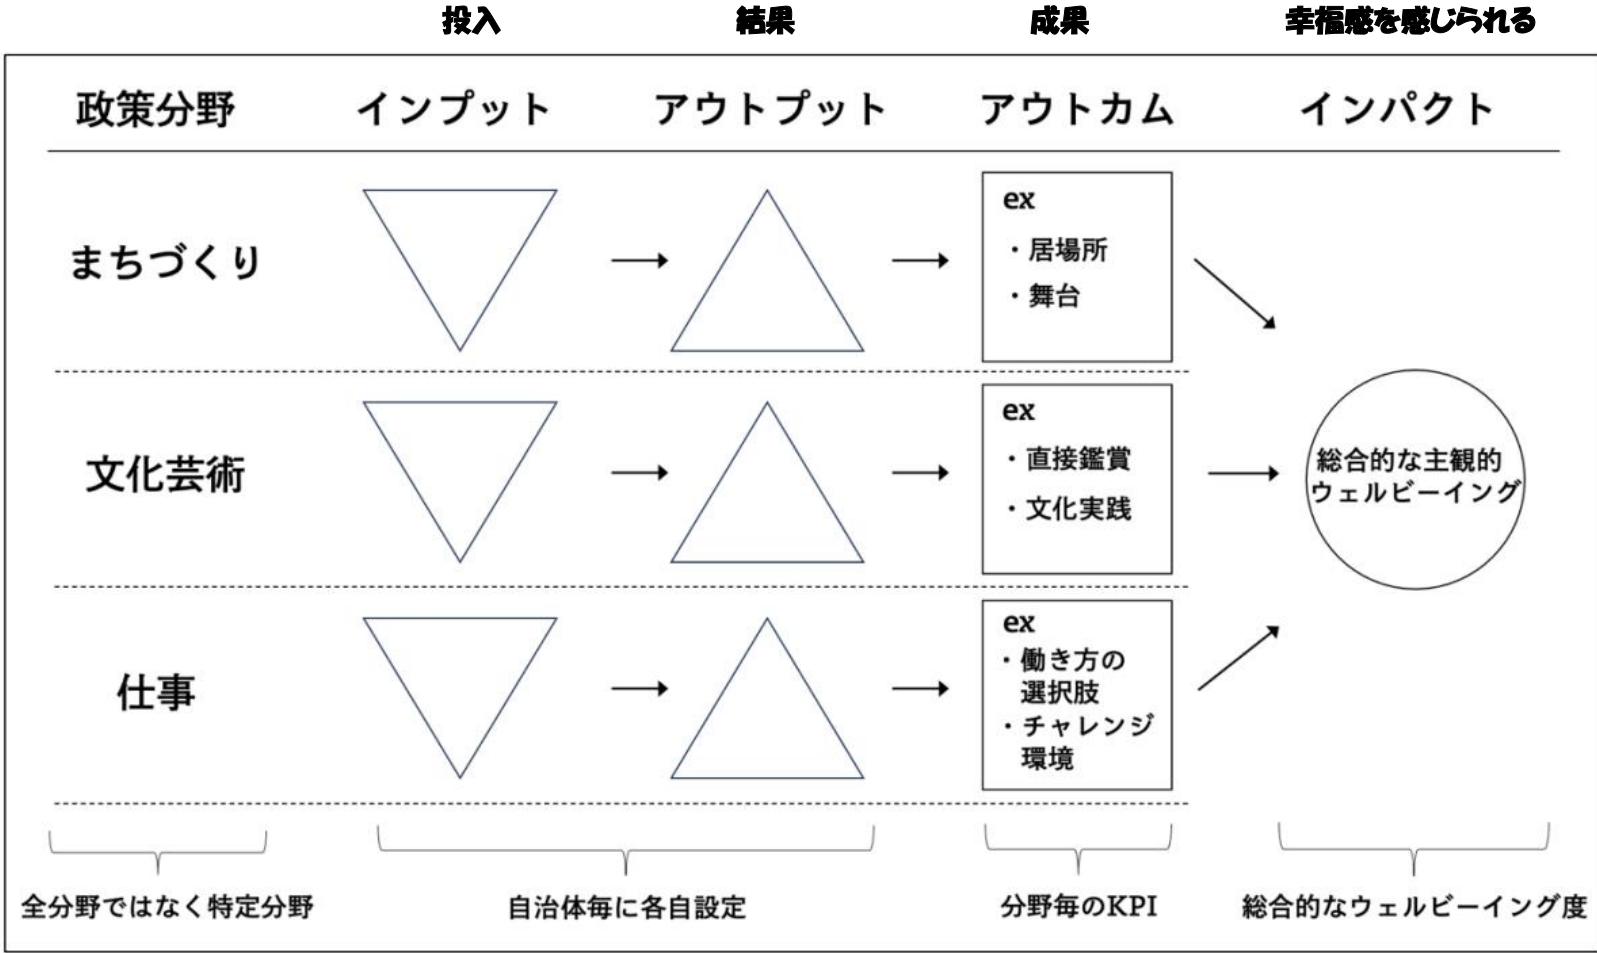 投入 結果 成果 幸福感を感じられる
政策分野 インプット アウトプット アウトカム インパクト
まちづくり
ex
・居場所
・舞台
文化芸術
ex
・直接鑑賞
・文化実践
総合的な主観的
ウェルビーイング
仕事
ex
・働き方の
選択肢
・チャレンジ
環境
全分野ではなく特定分野 自治体毎に各自設定 分野毎のKPI 総合的なウェルビーイング度